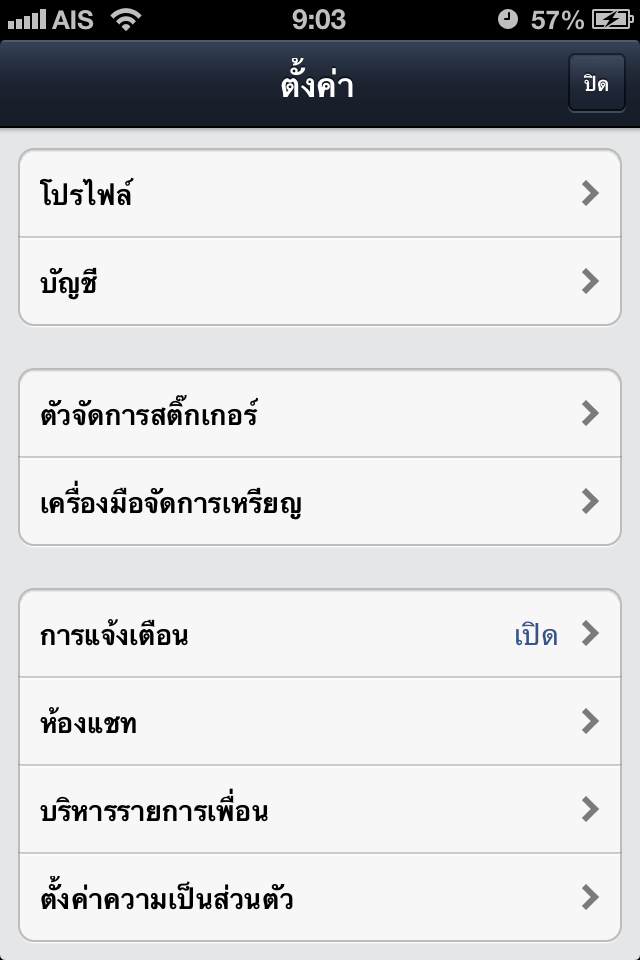 AIS 9:03 57%
ตั้งค่า ปิด
โปรไฟล์
บัญชี
ตัวจัดการสติ๊กเกอร์
เครื่องมือจัดการเหรียญ
การแจ้งเตือน เปิด
ห้องแชท
บริหารรายการเพื่อน
ตั้งค่าความเป็นส่วนตัว